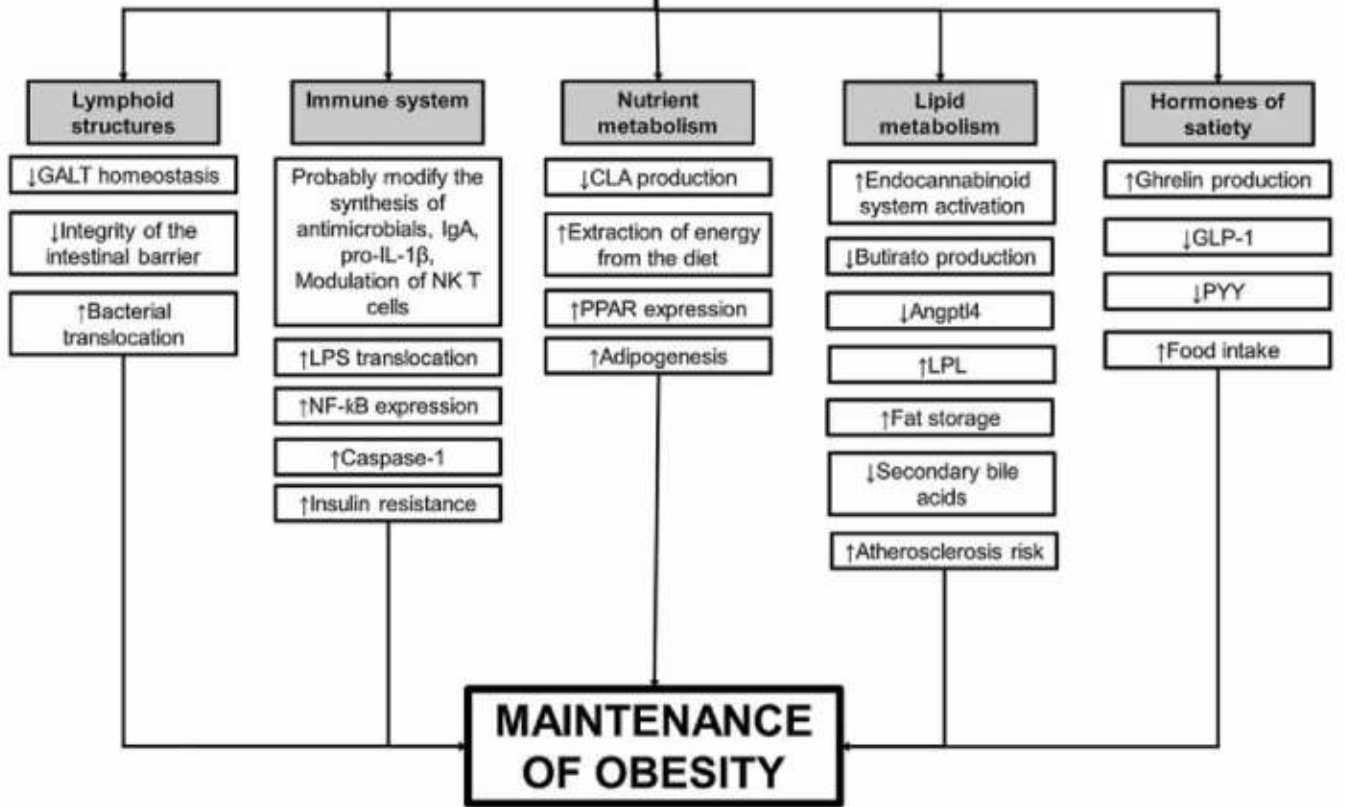 Lymphoid
structures
↓GALT homeostasis
↓Integrity of the
intestinal barrier
↑Bacterial
translocation
Immune system
Probably modify the
synthesis of
antimicrobials, IgA,
pro-IL-1β,
Modulation of NK T
cells
↑LPS translocation
↑NF-kB expression
↑Caspase-1
↑Insulin resistance
Nutrient
metabolism
↓CLA production
↑Extraction of energy
from the diet
↑PPAR expression
↑Adipogenesis
Lipid
metabolism
↑Endocannabinoid
system activation
↓Butirato production
↓Angptl4
↑LPL
↑Fat storage
↓Secondary bile
acids
↑Atherosclerosis risk
Hormones of
satiety
↑Ghrelin production
↓GLP-1
↓PYY
↑Food intake
MAINTENANCE
OF OBESITY